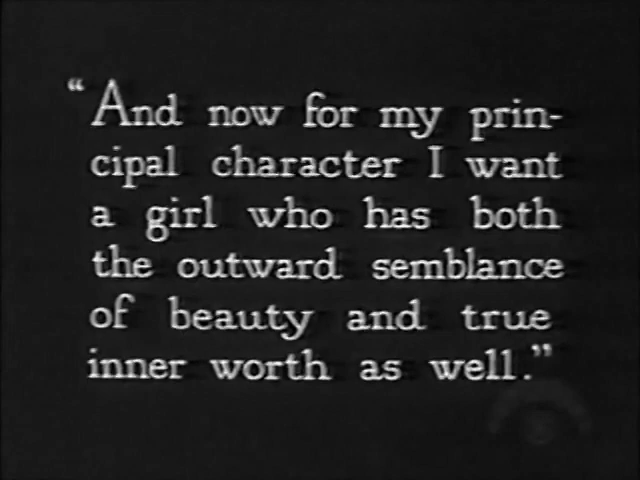 “And now for my prin-
cipal character I want
a girl who has both
the outward semblance
of beauty and true
inner worth as well.”